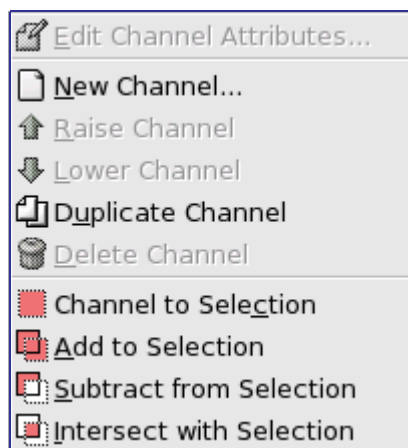 Edit Channel Attributes...
New Channel...
Raise Channel
Lower Channel
Duplicate Channel
Delete Channel
Channel to Selection
Add to Selection
Subtract from Selection
Intersect with Selection